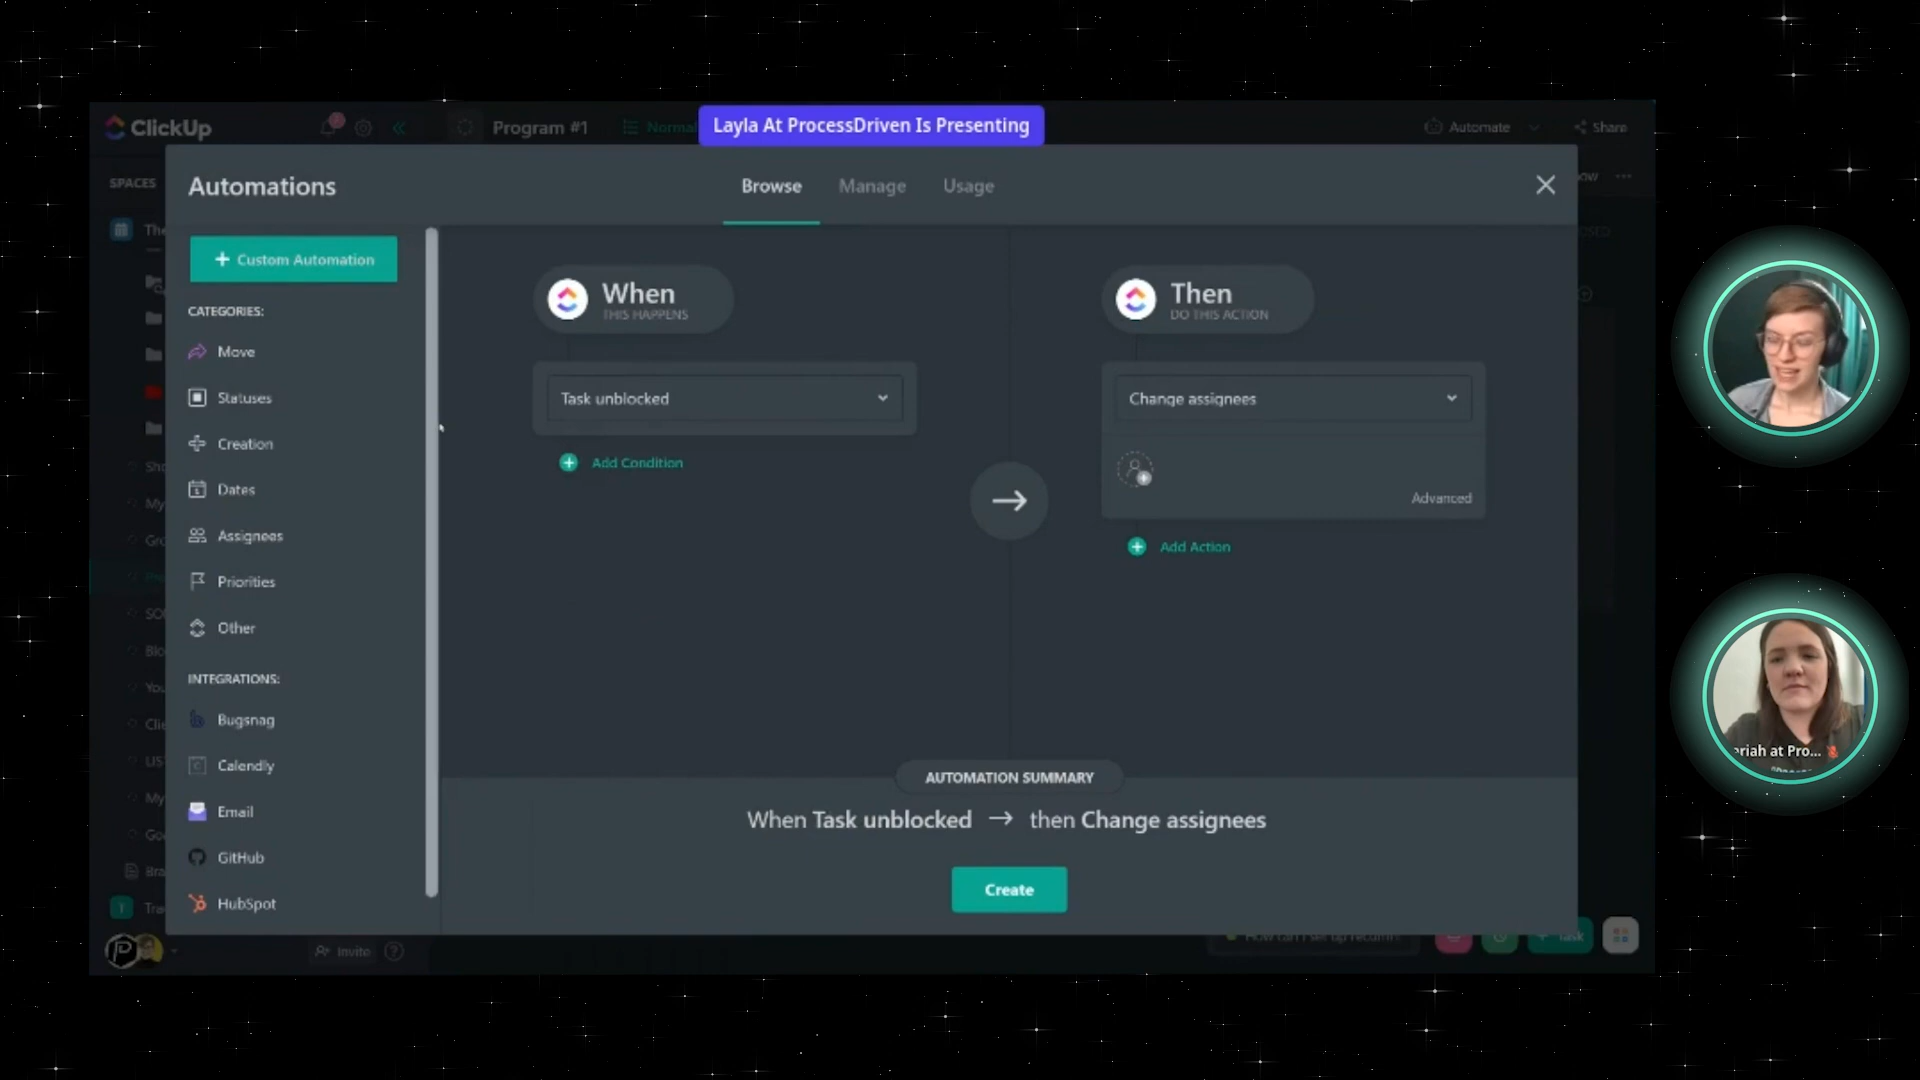 Layla At ProcessDriven Is Presenting
ClickUp
Program #1
Automate
Share
SPACES
Automations
Browse
Manage
Usage
Custom Automation
CATEGORIES:
Move
Statuses
Creation
Dates
Assignees
Priorities
Other
INTEGRATIONS:
Bugsnag
Calendly
Email
GitHub
HubSpot
When
THIS HAPPENS
Task unblocked
Add Condition
Then
DO THIS ACTION
Change assignees
Advanced
Add Action
AUTOMATION SUMMARY
When Task unblocked → then Change assignees
Create
Invite
Task
riah at Pro...